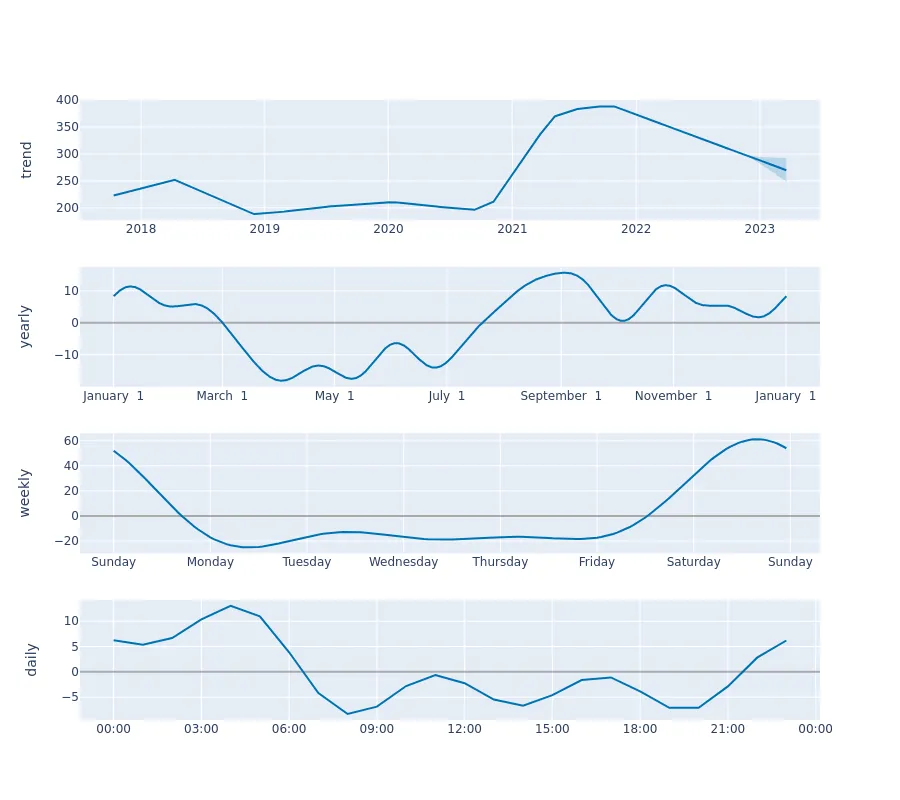 trend
400
350
300
250
200
2018 2019 2020 2021 2022 2023
yearly
10
0
−10
January 1 March 1 May 1 July 1 September 1 November 1 January 1
weekly
60
40
20
0
−20
Sunday Monday Tuesday Wednesday Thursday Friday Saturday Sunday
daily
10
5
0
−5
00:00 03:00 06:00 09:00 12:00 15:00 18:00 21:00 00:00